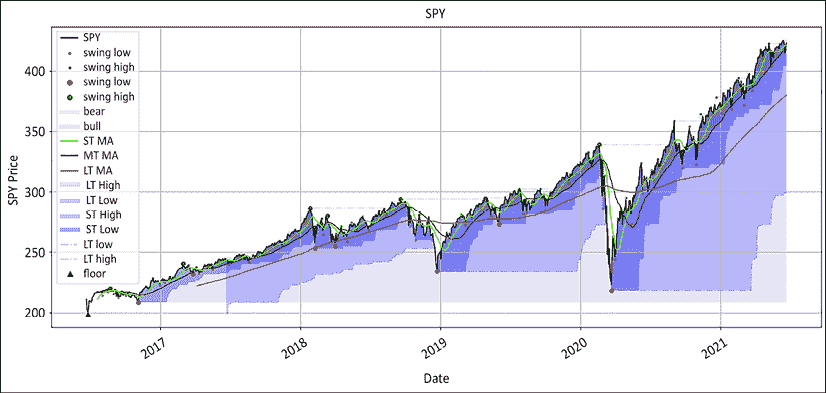 SPY
SPY
swing low
swing high
swing low
swing high
bear
bull
ST MA
MT MA
LT MA
LT High
LT Low
ST High
ST Low
LT low
LT high
floor
400
350
300
250
200
SPY Price
2017
2018
2019
2020
2021
Date